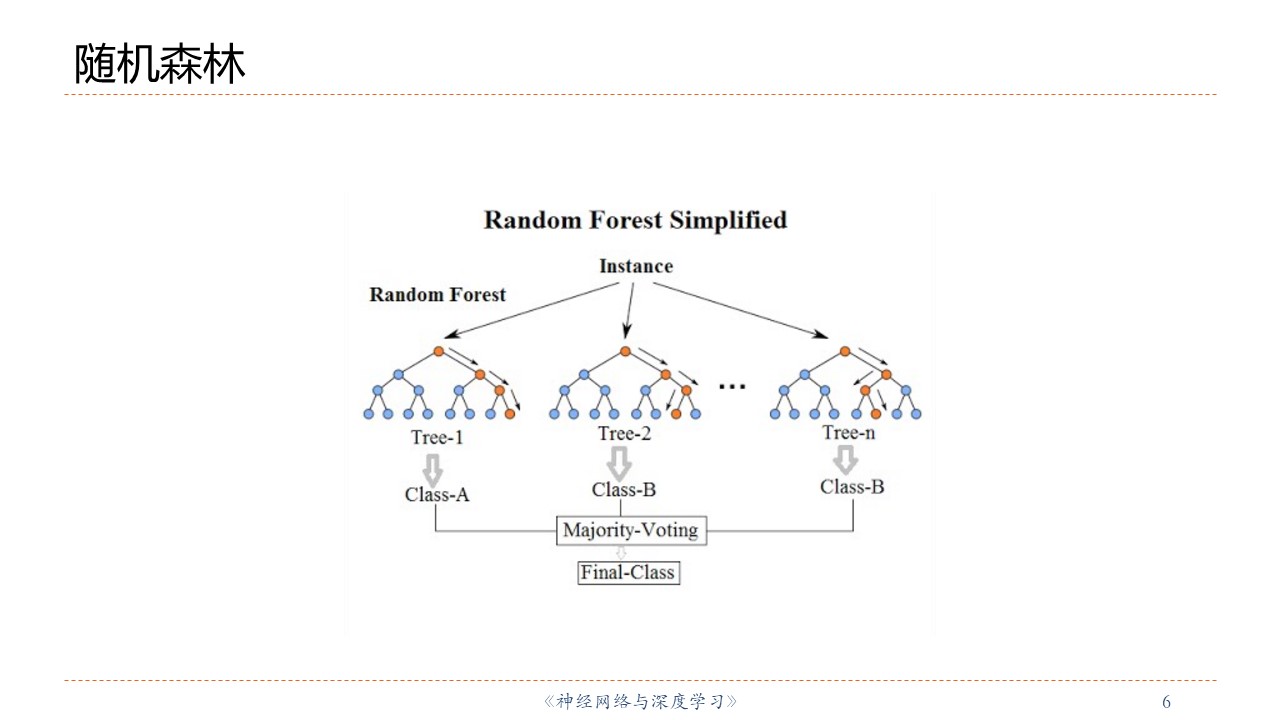 随机森林
Random Forest Simplified
Instance
Random Forest
...
Tree-1
Tree-2
Tree-n
Class-A
Class-B
Class-B
Majority-Voting
Final-Class
《神经网络与深度学习》
6